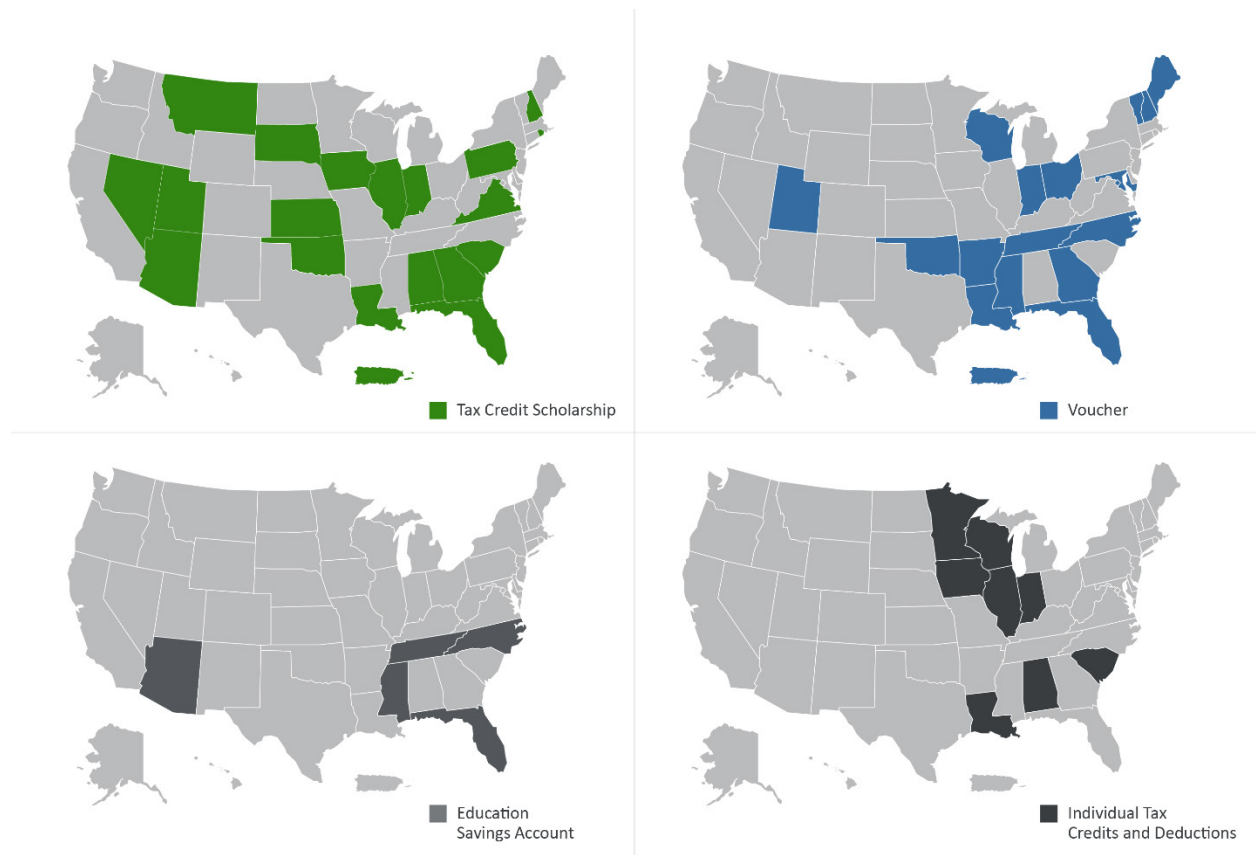 Tax Credit Scholarship
Voucher
Education
Savings Account
Individual Tax
Credits and Deductions